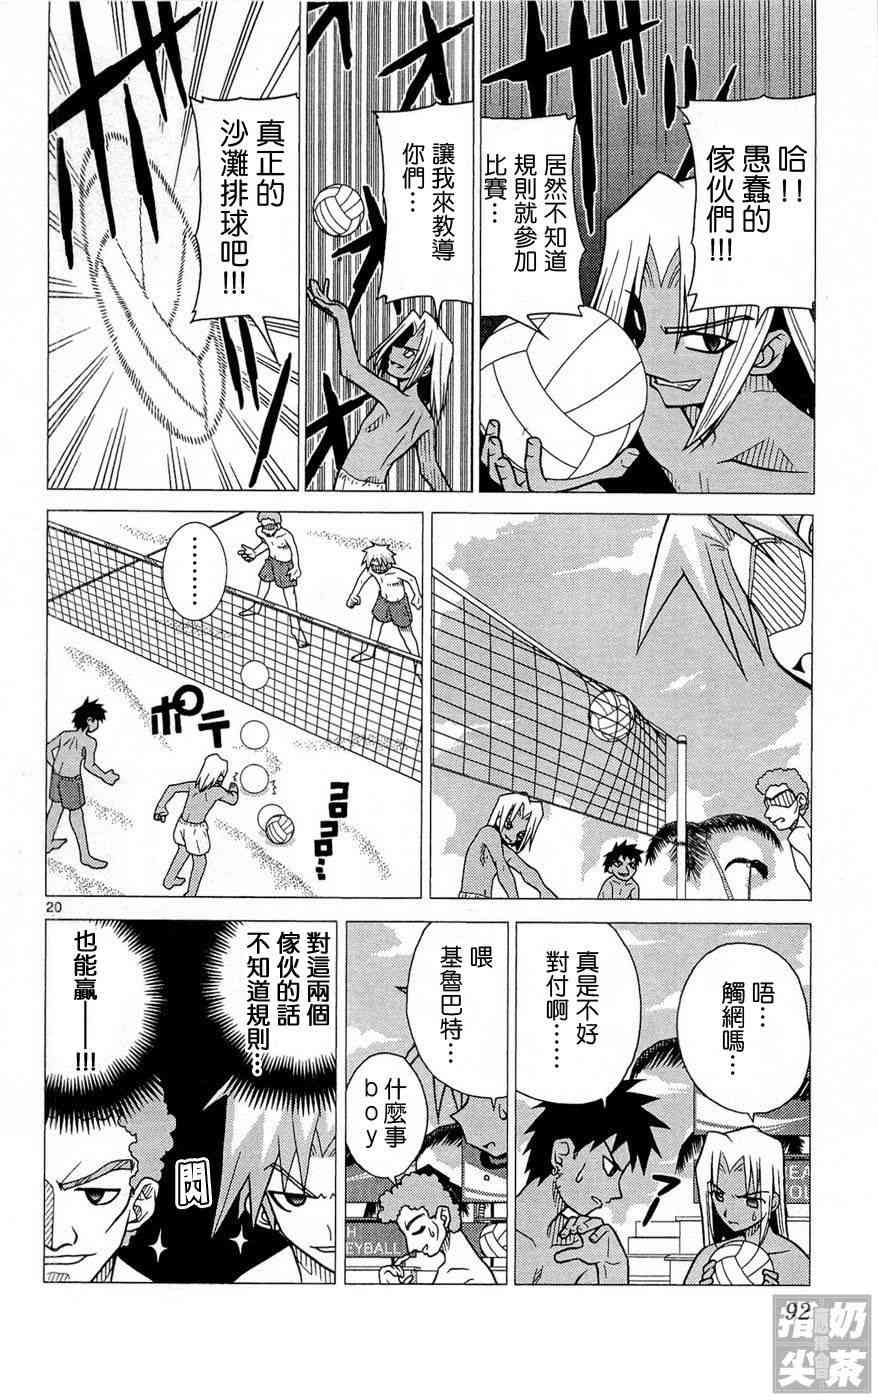 哈!!
愚蠢的
傢伙們!!!
居然不知道
規則就參加
比賽…
讓我來教導
你們…
真正的
沙灘排球吧!!!
………
ポテ
コロコロ…
20
唔…
觸網嗎…
真是不好
對付啊……
?
喂
基魯巴特…
什麼事
boy
對這兩個
傢伙的話
不知道規則…
也能贏——!!!
閃
92
指奶
尖茶